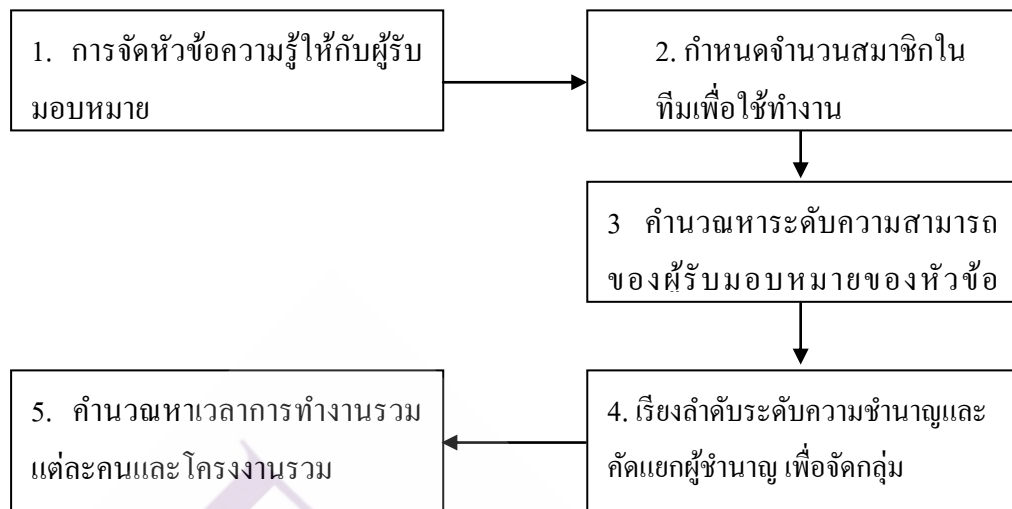 1. การจัดหัวข้อความรู้ให้กับผู้รับ
มอบหมาย
2. กำหนดจำนวนสมาชิกใน
ทีมเพื่อใช้ทำงาน
3 คำนวณหาระดับความสามารถ
ของผู้รับมอบหมายของหัวข้อ
4. เรียงลำดับระดับความชำนาญและ
คัดแยกผู้ชำนาญ เพื่อจัดกลุ่ม
5. คำนวณหาเวลาการทำงานรวม
แต่ละคนและโครงงานรวม